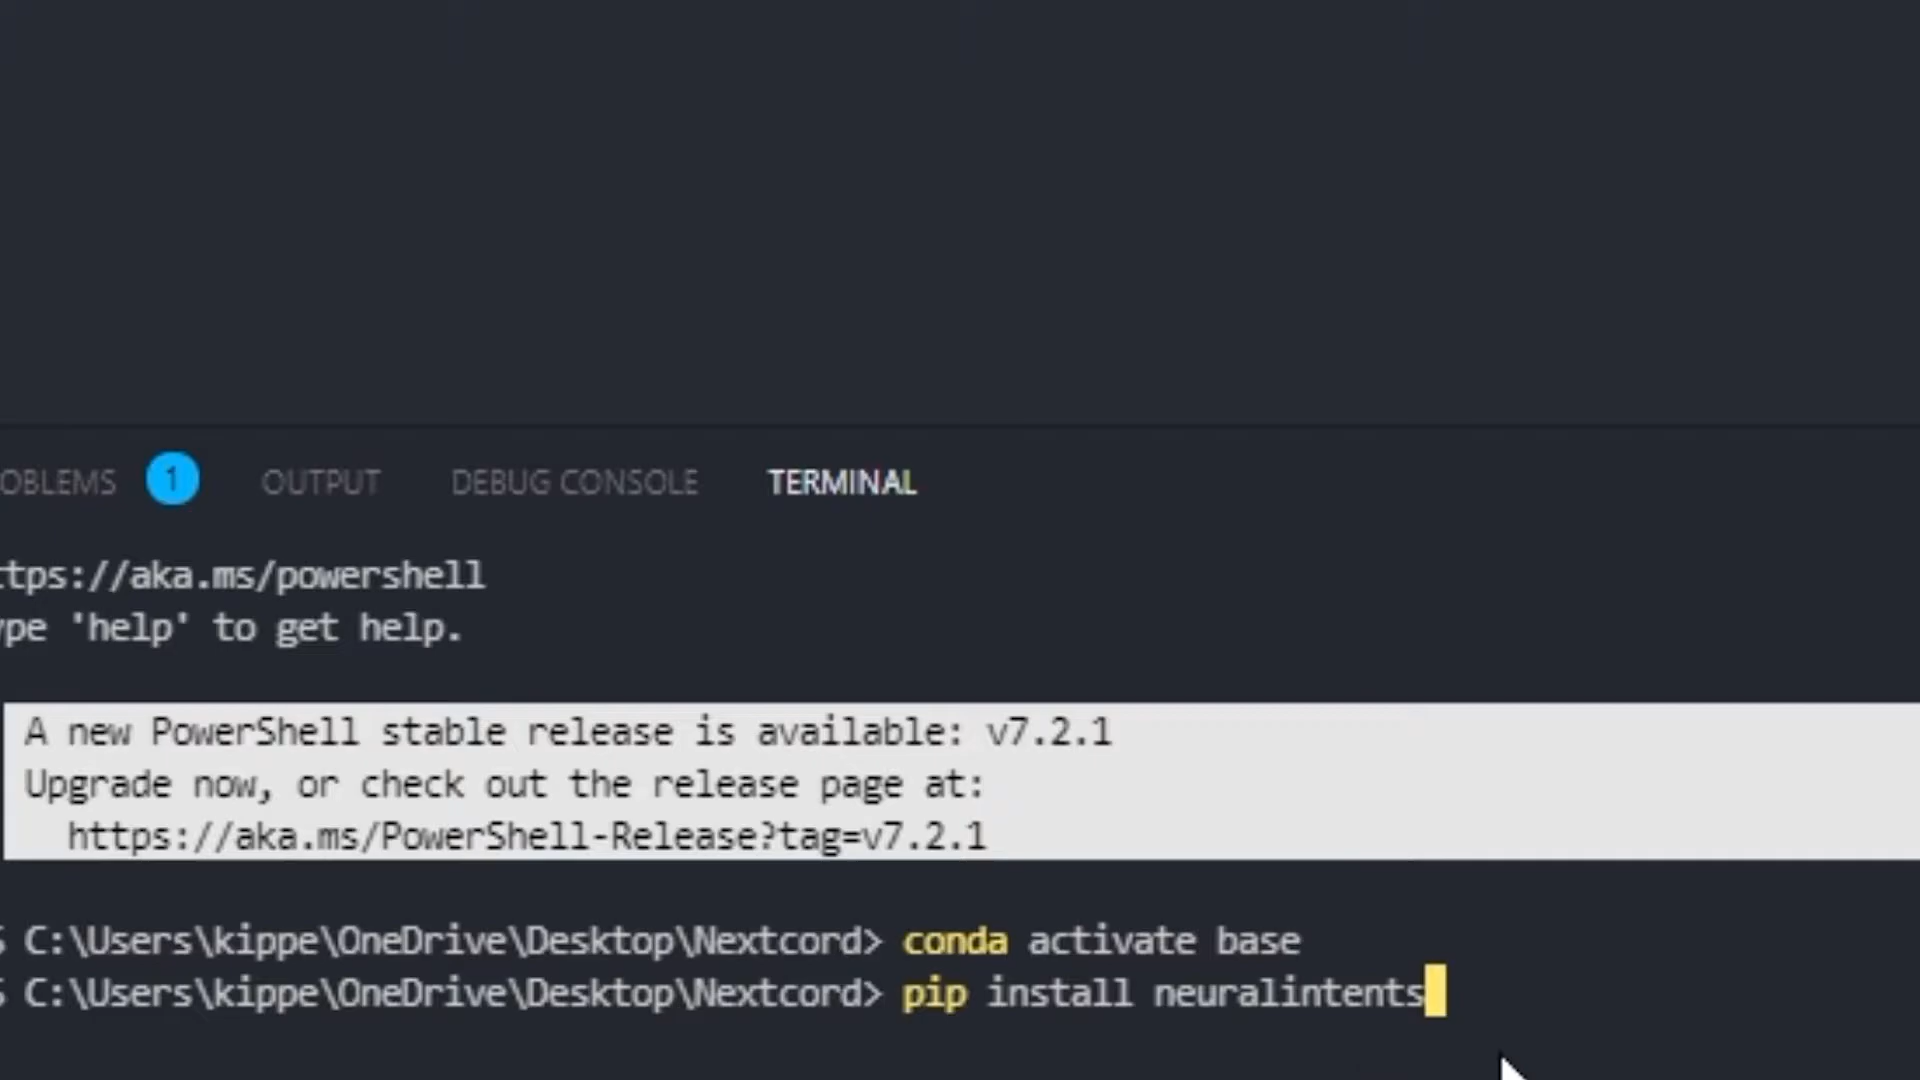 OBLEMS 1 OUTPUT DEBUG CONSOLE TERMINAL
ttps://aka.ms/powershell
ype 'help' to get help.
A new PowerShell stable release is available: v7.2.1
Upgrade now, or check out the release page at:
https://aka.ms/PowerShell-Release?tag=v7.2.1
S C:\Users\kippe\OneDrive\Desktop\Nextcord> conda activate base
S C:\Users\kippe\OneDrive\Desktop\Nextcord> pip install neuralintents